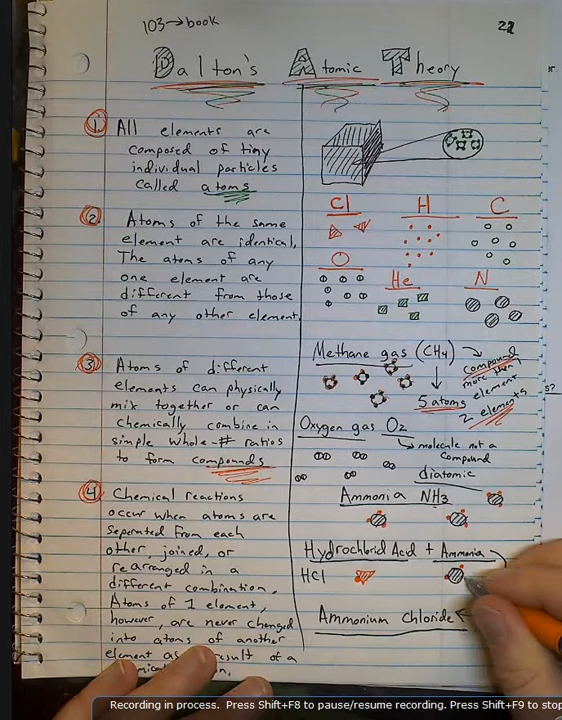 103→book
22
Dalton's Atomic Theory
1 All elements are
composed of tiny
individual particles
called atoms
2 Atoms of the same
element are identical.
The atoms of any
one element are
different from those
of any other element.
3 Atoms of different
elements can physically
mix together or can
chemically combine in
simple whole-# ratios
to form compounds
4 Chemical reactions
occur when atoms are
seperated from each
other, joined, or
rearranged in a
different combination.
Atoms of 1 element,
however, are never changed
into atoms of another
element as result of a
Cl H C
O He N
Methane gas (CH4) → compound
more than 1
element
5 atoms
2 elements
Oxygen gas O2
molecule not a
compound
diatomic
Ammonia NH3
Hydrochlorid Acid + Ammonia
HCl
Ammonium Chloride
s?
Recording in process. Press Shift+F8 to pause/resume recording. Press Shift+F9 to stop